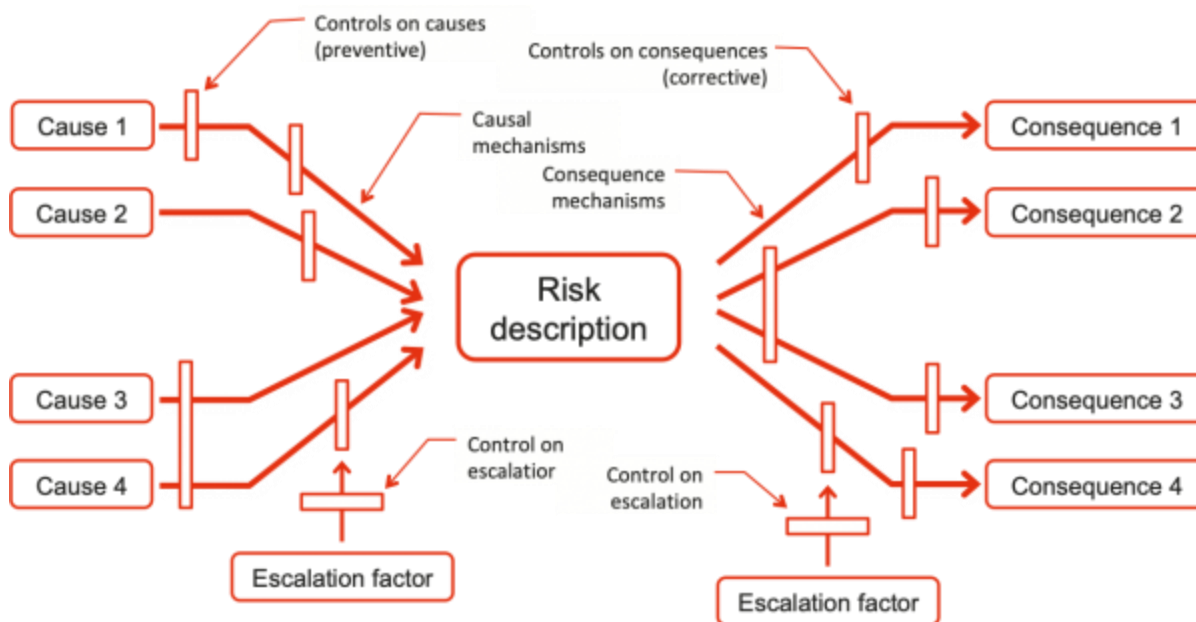 Controls on causes
(preventive)
Controls on consequences
(corrective)
Cause 1
Causal
mechanisms
Consequence
mechanisms
Consequence 1
Cause 2
Consequence 2
Risk
description
Cause 3
Consequence 3
Control on
escalatior
Control on
escalation
Cause 4
Consequence 4
Escalation factor
Escalation factor